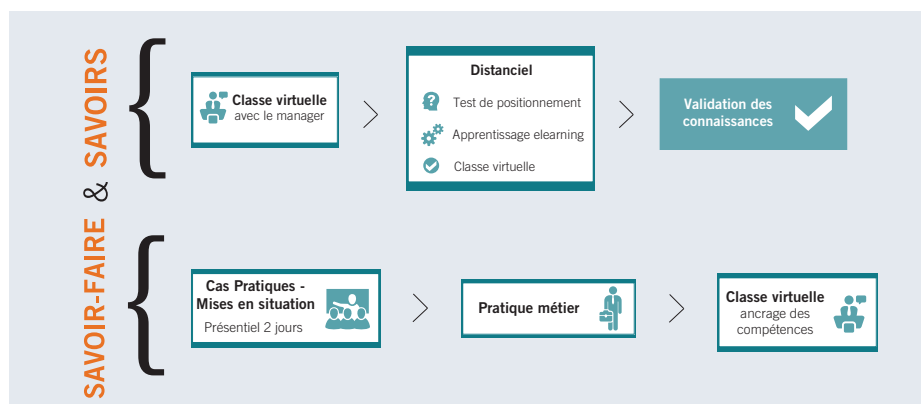 SAVOIR-FAIRE & SAVOIRS
Classe virtuelle
avec le manager
Distanciel
Test de positionnement
Apprentissage elearning
Classe virtuelle
Validation des
connaissances
Cas Pratiques -
Mises en situation
Présentiel 2 jours
Pratique métier
Classe virtuelle
ancrage des
compétences